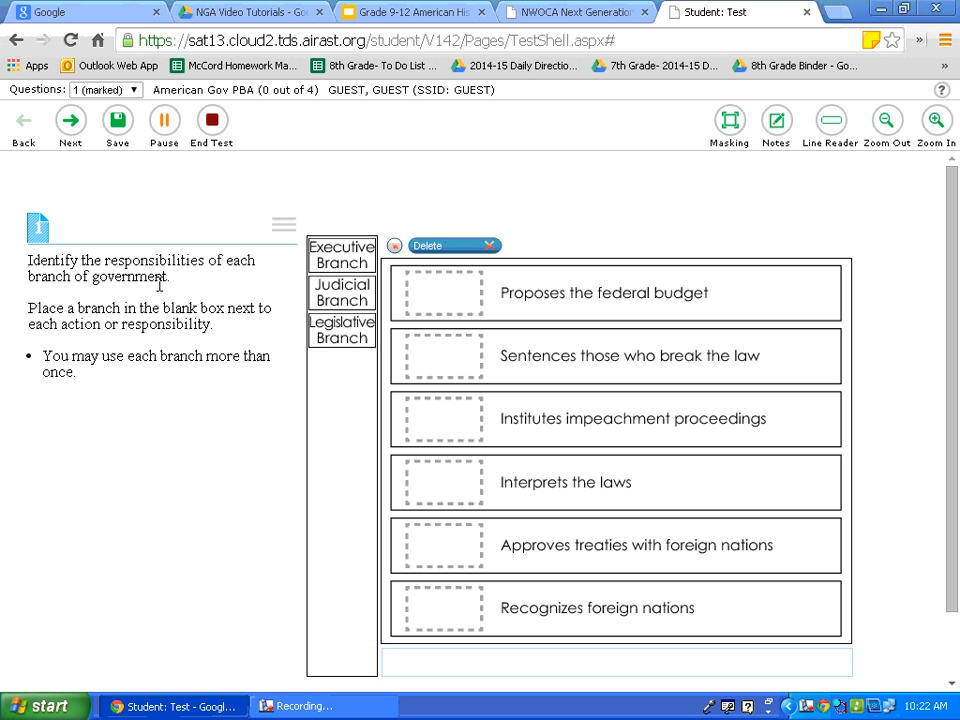 Google
NGA Video Tutorials - Go
Grade 9-12 American His
NWOCA Next Generation
Student: Test
https://sat13.cloud2.tds.airast.org/student/V142/Pages/TestShell.aspx#
Apps
Outlook Web App
McCord Homework Ma...
8th Grade- To Do List ...
2014-15 Daily Directio...
7th Grade- 2014-15 D...
8th Grade Binder - Go...
»
Questions: 1 (marked) American Gov PBA (0 out of 4) GUEST, GUEST (SSID: GUEST)
Back
Next
Save
Pause
End Test
Masking
Notes
Line Reader
Zoom Out
Zoom In
1
Identify the responsibilities of each
branch of government.
Place a branch in the blank box next to
each action or responsibility.
• You may use each branch more than
once.
Executive
Branch
Judicial
Branch
Legislative
Branch
Delete
Proposes the federal budget
Sentences those who break the law
Institutes impeachment proceedings
Interprets the laws
Approves treaties with foreign nations
Recognizes foreign nations
start
Student: Test - Googl...
Recording...
10:22 AM